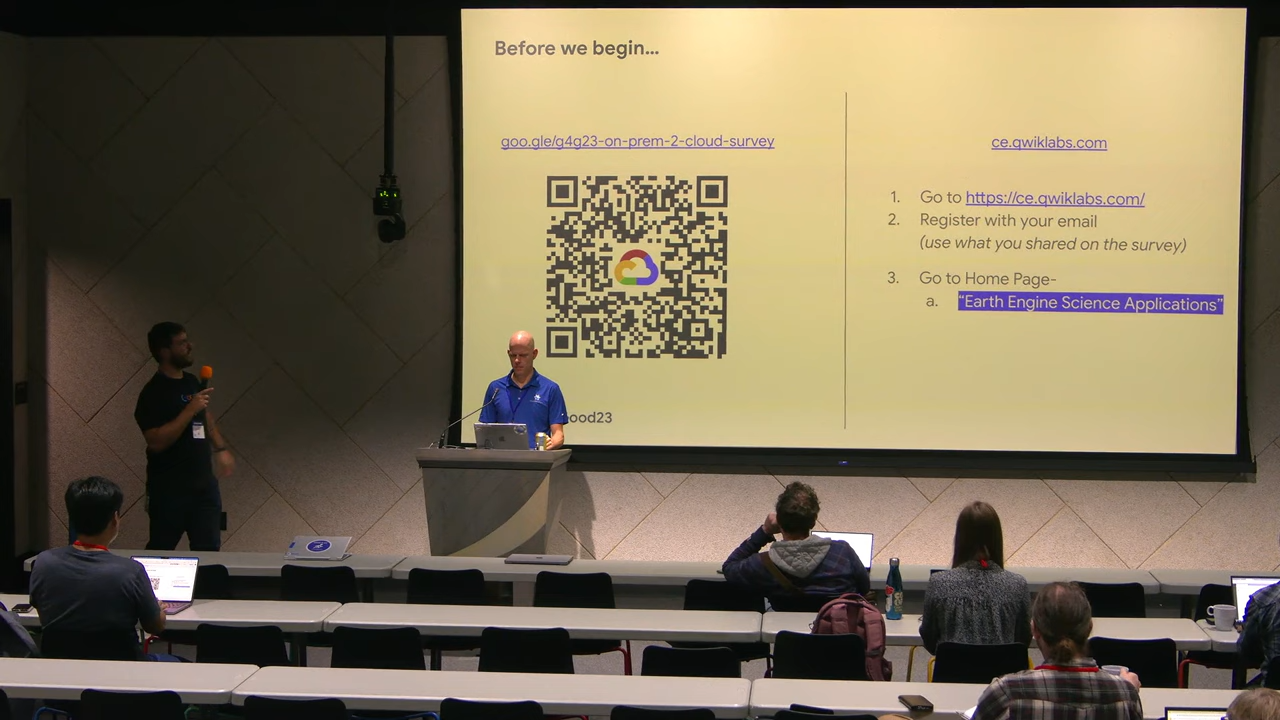 Before we begin...
goo.gle/g4g23-on-prem-2-cloud-survey
ood23
ce.qwiklabs.com
1. Go to https://ce.qwiklabs.com/
2. Register with your email
(use what you shared on the survey)
3. Go to Home Page-
a. “Earth Engine Science Applications”